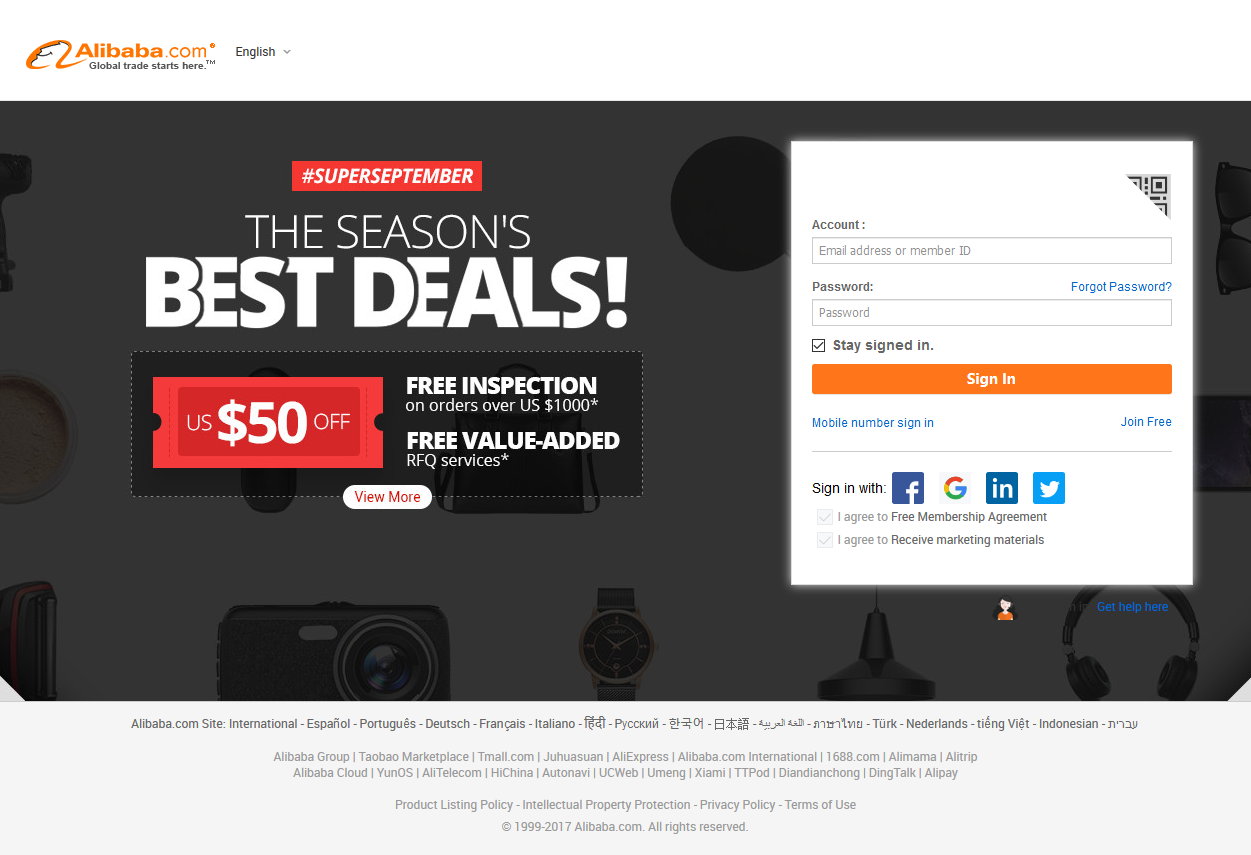 Alibaba.com®
Global trade starts here.™
English
#SUPERSEPTEMBER
THE SEASON'S
BEST DEALS!
US $50 OFF
FREE INSPECTION
on orders over US $1000*
FREE VALUE-ADDED
RFQ services*
View More
Account :
Email address or member ID
Password:
Forgot Password?
Password
Stay signed in.
Sign In
Mobile number sign in
Join Free
Sign in with:
I agree to Free Membership Agreement
I agree to Receive marketing materials
Get help here
Alibaba.com Site: International - Español - Português - Deutsch - Français - Italiano - हिंदी - Русский - 한국어 - 日本語 - اللغة العربية - ภาษาไทย - Türk - Nederlands - tiếng Việt - Indonesian - עברית
Alibaba Group | Taobao Marketplace | Tmall.com | Juhuasuan | AliExpress | Alibaba.com International | 1688.com | Alimama | Alitrip
Alibaba Cloud | YunOS | AliTelecom | HiChina | Autonavi | UCWeb | Umeng | Xiami | TTPod | Diandianchong | DingTalk | Alipay
Product Listing Policy - Intellectual Property Protection - Privacy Policy - Terms of Use
© 1999-2017 Alibaba.com. All rights reserved.